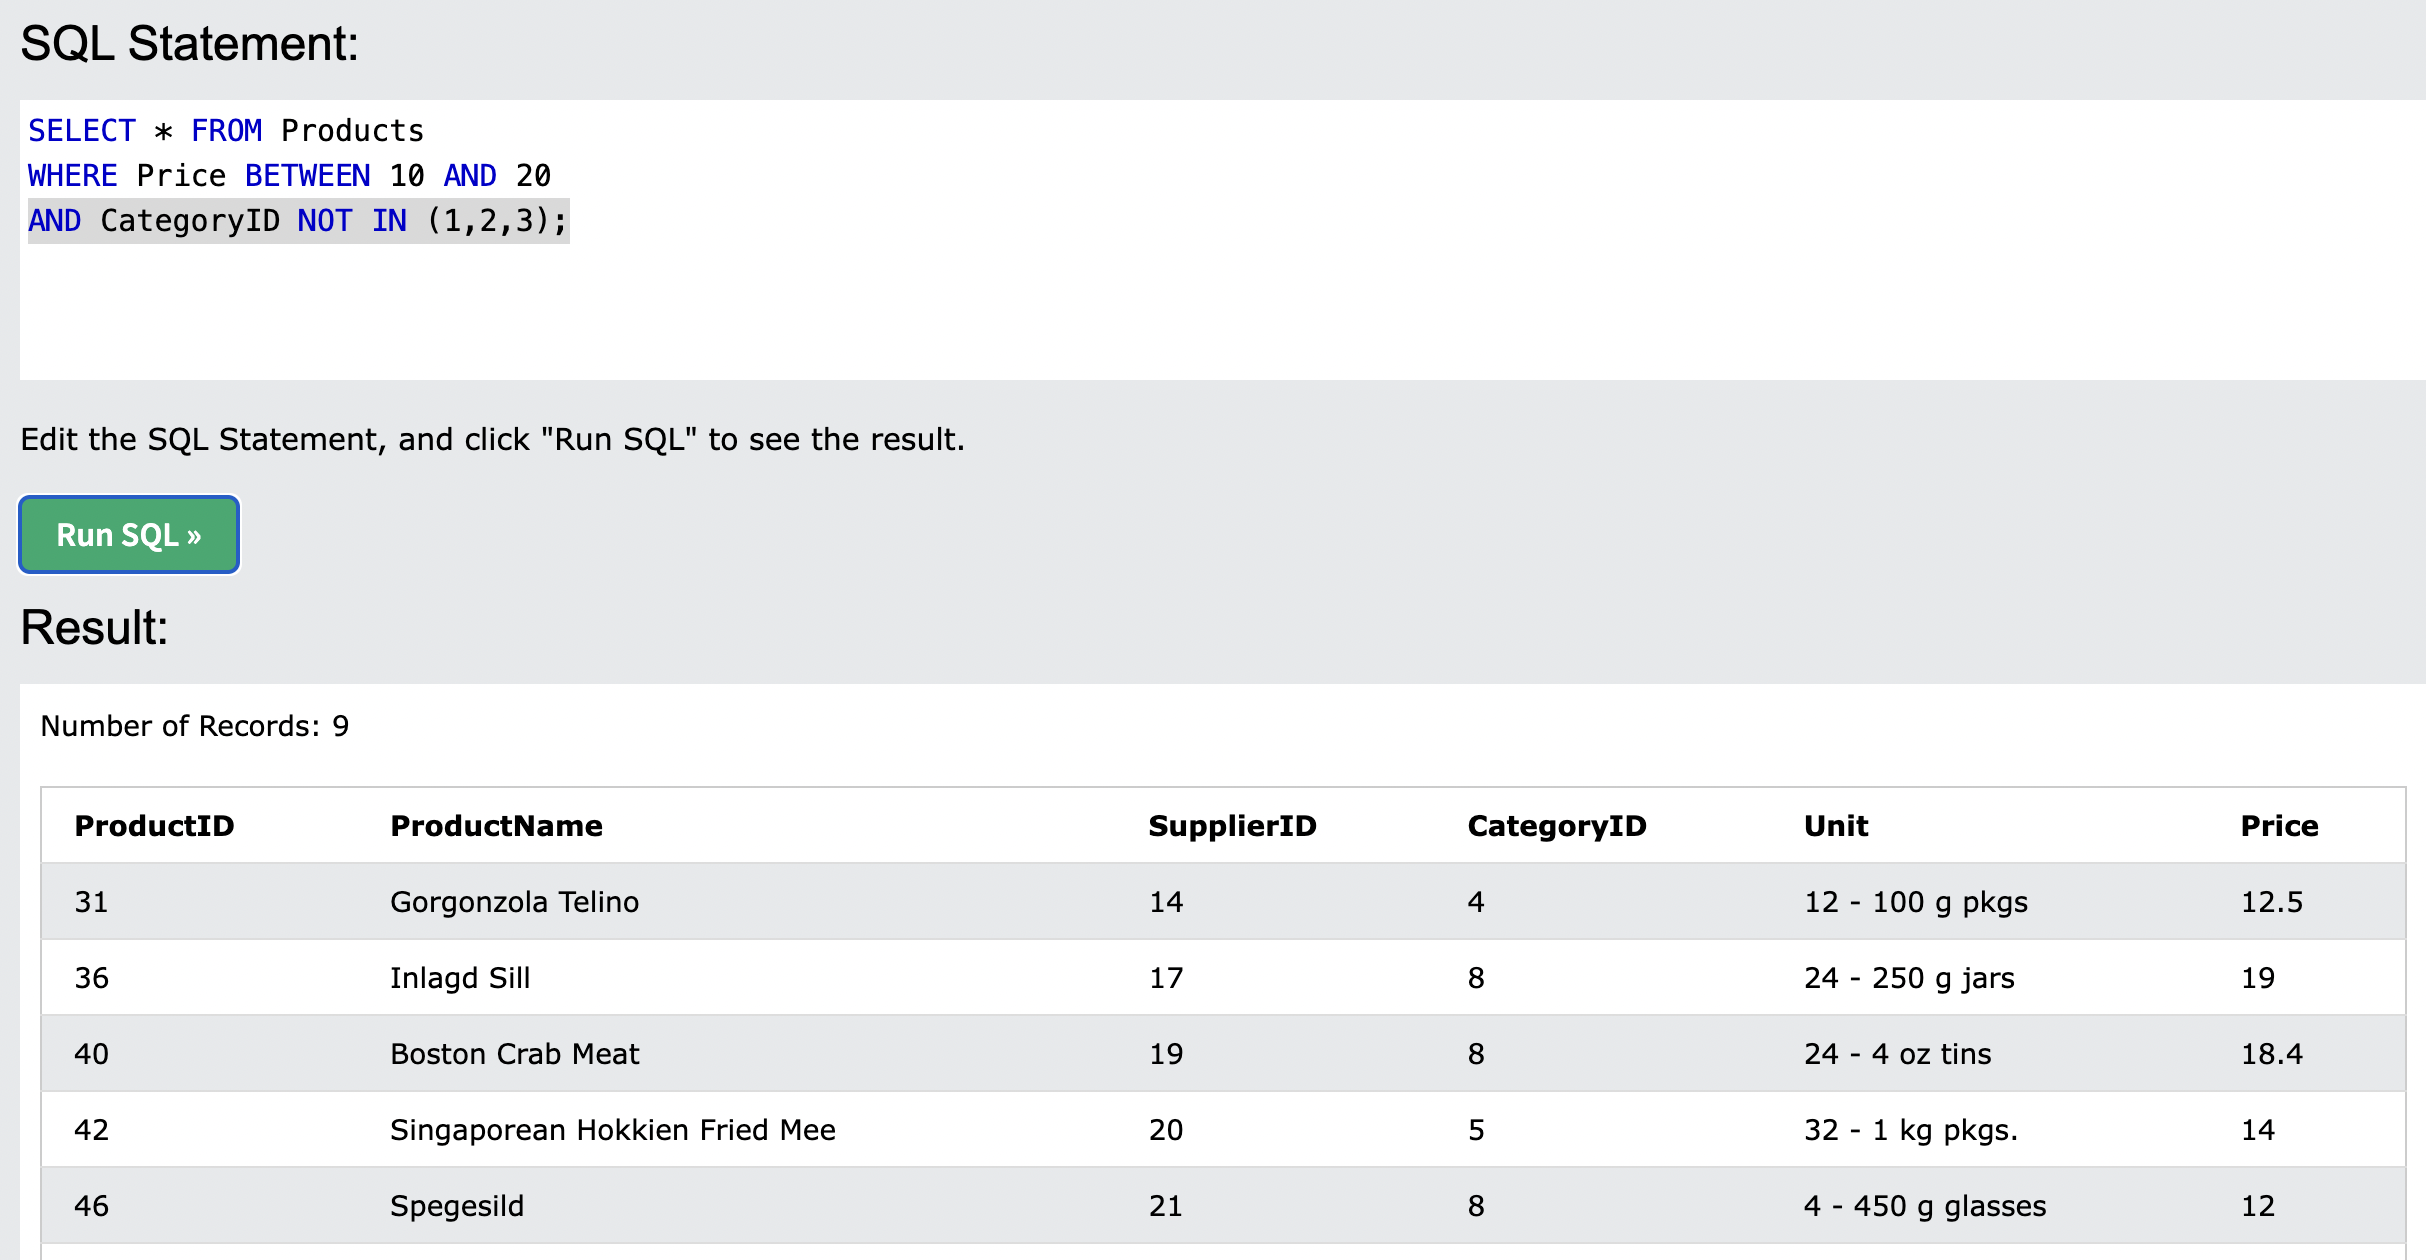 SQL Statement:
SELECT * FROM Products
WHERE Price BETWEEN 10 AND 20
AND CategoryID NOT IN (1,2,3);
Edit the SQL Statement, and click "Run SQL" to see the result.
Run SQL »
Result:
Number of Records: 9
ProductID ProductName SupplierID CategoryID Unit Price
31 Gorgonzola Telino 14 4 12 - 100 g pkgs 12.5
36 Inlagd Sill 17 8 24 - 250 g jars 19
40 Boston Crab Meat 19 8 24 - 4 oz tins 18.4
42 Singaporean Hokkien Fried Mee 20 5 32 - 1 kg pkgs. 14
46 Spegesild 21 8 4 - 450 g glasses 12